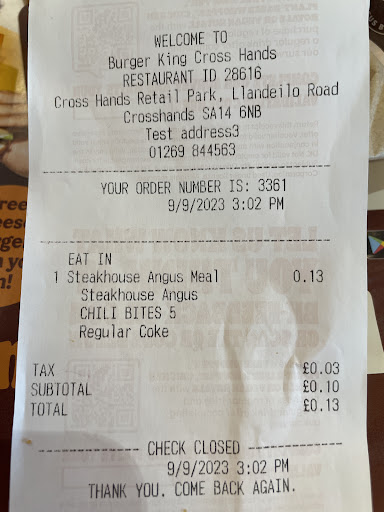 WELCOME TO
Burger King Cross Hands
RESTAURANT ID 28616
Cross Hands Retail Park, Llandeilo Road
Crosshands SA14 6NB
Test address3
01269 844563
YOUR ORDER NUMBER IS: 3361
9/9/2023 3:02 PM
EAT IN
1 Steakhouse Angus Meal 0.13
Steakhouse Angus
CHILI BITES 5
Regular Coke
TAX £0.03
SUBTOTAL £0.10
TOTAL £0.13
CHECK CLOSED
9/9/2023 3:02 PM
THANK YOU. COME BACK AGAIN.